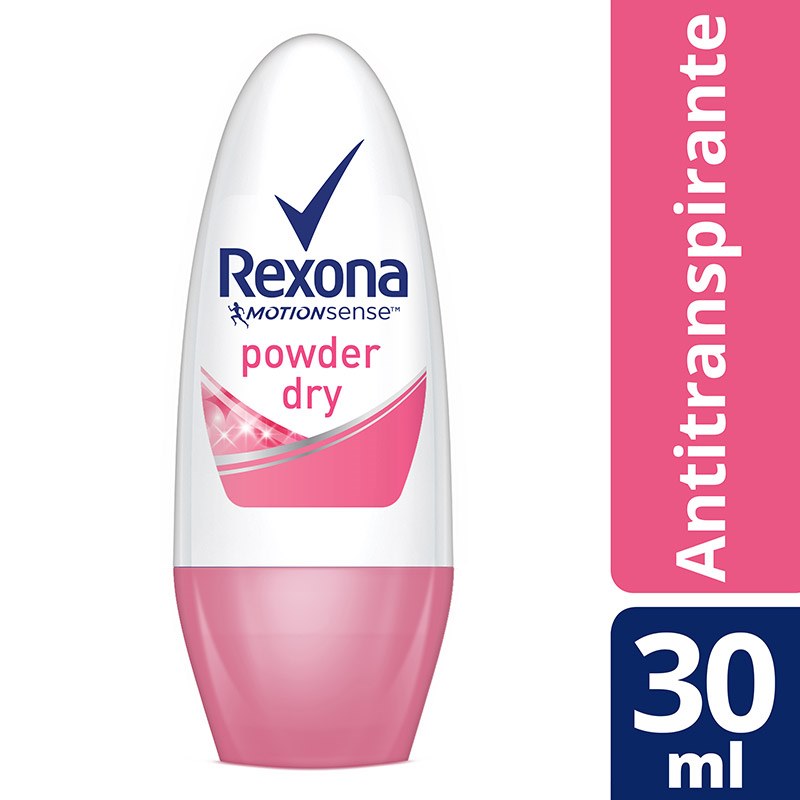 Rexona
MOTIONsense™
powder
dry
Antitranspirante
30
ml